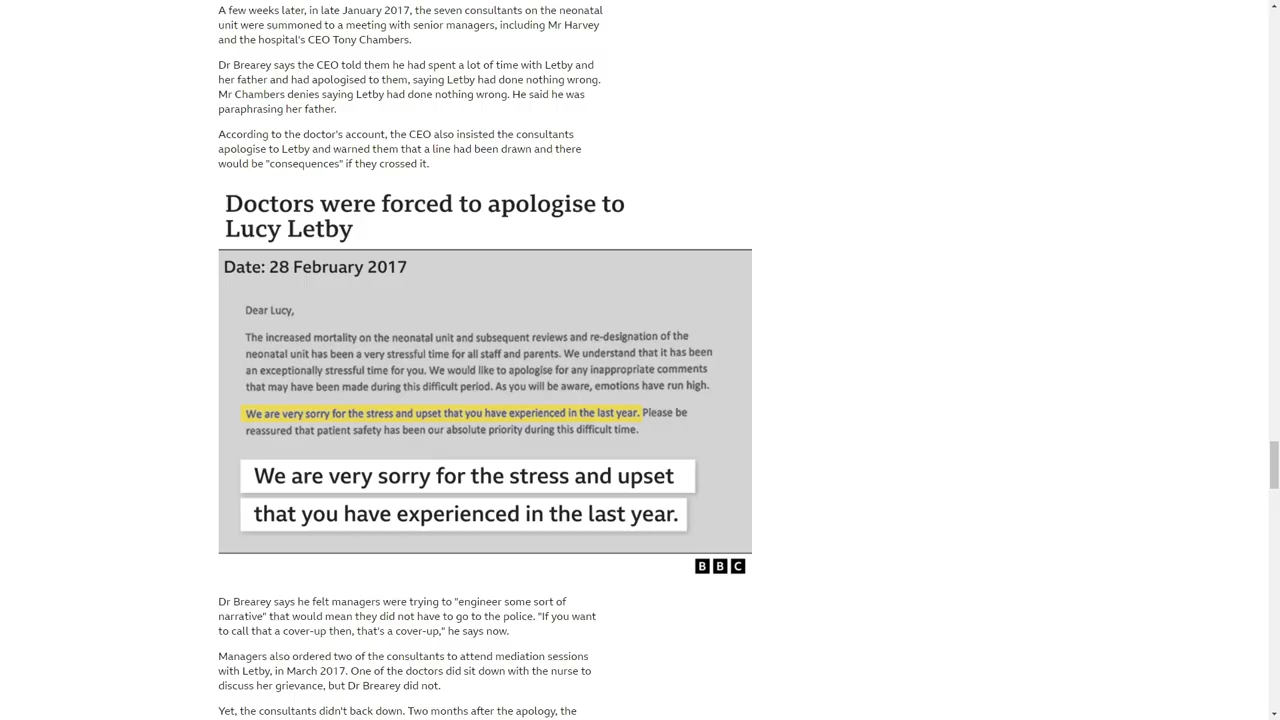 A few weeks later, in late January 2017, the seven consultants on the neonatal
unit were summoned to a meeting with senior managers, including Mr Harvey
and the hospital's CEO Tony Chambers.
Dr Brearey says the CEO told them he had spent a lot of time with Letby and
her father and had apologised to them, saying Letby had done nothing wrong.
Mr Chambers denies saying Letby had done nothing wrong. He said he was
paraphrasing her father.
According to the doctor's account, the CEO also insisted the consultants
apologise to Letby and warned them that a line had been drawn and there
would be "consequences" if they crossed it.
Doctors were forced to apologise to
Lucy Letby
Date: 28 February 2017
Dear Lucy,
The increased mortality on the neonatal unit and subsequent reviews and re-designation of the
neonatal unit has been a very stressful time for all staff and parents. We understand that it has been
an exceptionally stressful time for you. We would like to apologise for any inappropriate comments
that may have been made during this difficult period. As you will be aware, emotions have run high.
We are very sorry for the stress and upset that you have experienced in the last year. Please be
reassured that patient safety has been our absolute priority during this difficult time.
We are very sorry for the stress and upset
that you have experienced in the last year.
BBC
Dr Brearey says he felt managers were trying to "engineer some sort of
narrative" that would mean they did not have to go to the police. "If you want
to call that a cover-up then, that's a cover-up," he says now.
Managers also ordered two of the consultants to attend mediation sessions
with Letby, in March 2017. One of the doctors did sit down with the nurse to
discuss her grievance, but Dr Brearey did not.
Yet, the consultants didn't back down. Two months after the apology, the